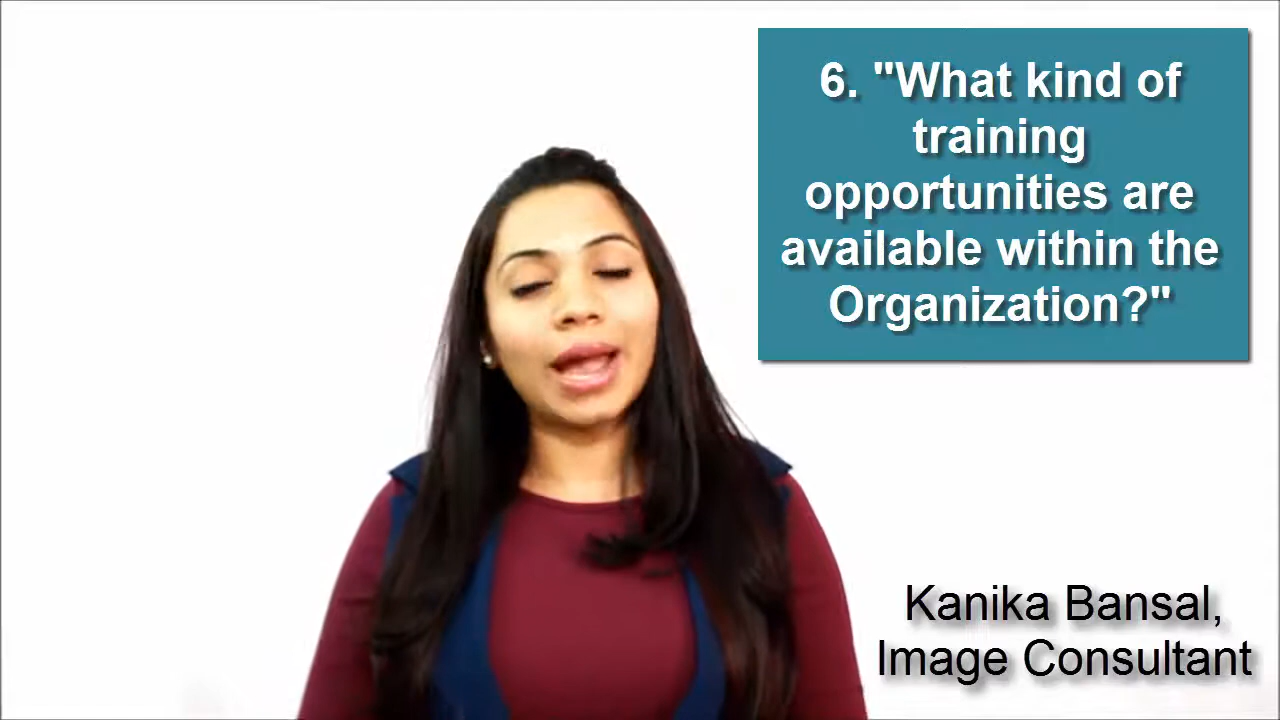 6. "What kind of
training
opportunities are
available within the
Organization?"
Kanika Bansal,
Image Consultant